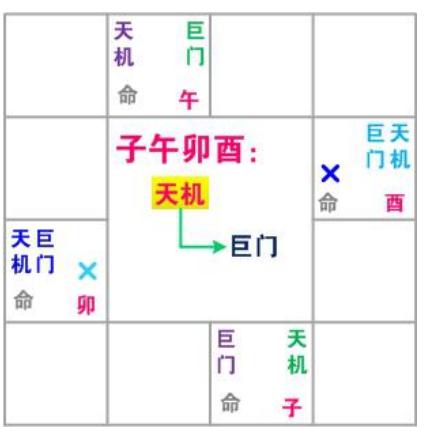 天机 巨门
命 午
子午卯酉：
天机
巨门
巨门 天机
× 命 酉
天机 巨门
× 命 卯
巨门 天机
命 子